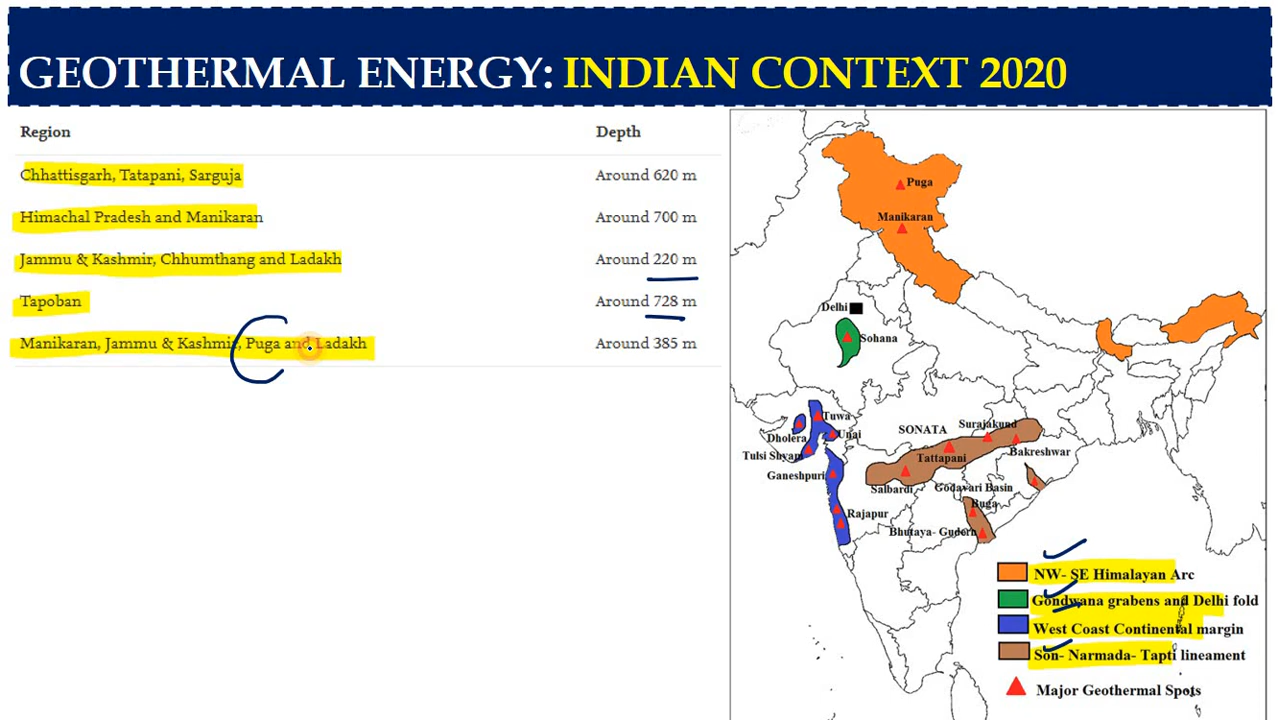 GEOTHERMAL ENERGY: INDIAN CONTEXT 2020
Region Depth
Chhattisgarh, Tatapani, Sarguja Around 620 m
Himachal Pradesh and Manikaran Around 700 m
Jammu & Kashmir, Chhumthang and Ladakh Around 220 m
Tapoban Around 728 m
Manikaran, Jammu & Kashmir, Puga and Ladakh Around 385 m
Puga
Manikaran
Delhi
Sohana
Tuwa
Dholera
Unai
Tulsi Shyam
Ganeshpuri
Rajapur
SONATA
Surajakund
Tattapani
Bakreshwar
Salbardi
Godavari Basin
Buga
Bhutaya-
NW- SE Himalayan Arc
Gondwana grabens and Delhi fold
West Coast Continental margin
Son- Narmada- Tapti lineament
Major Geothermal Spots